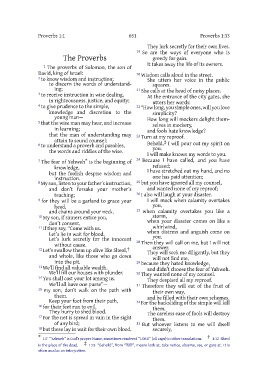 Proverbs 1:1
651
Proverbs 1:33
The Proverbs
1 The proverbs of Solomon, the son of
David, king of Israel:
2 to know wisdom and instruction;
to discern the words of understand-
ing;
3 to receive instruction in wise dealing,
in righteousness, justice, and equity;
4 to give prudence to the simple,
knowledge and discretion to the
young man—
5 that the wise man may hear, and increase
in learning;
that the man of understanding may
attain to sound counsel;
6 to understand a proverb and parables,
the words and riddles of the wise.
7 The fear of Yahweh* is the beginning of
knowledge,
but the foolish despise wisdom and
instruction.
8 My son, listen to your father's instruction,
and don't forsake your mother's
teaching;
9 for they will be a garland to grace your
head,
and chains around your neck.
10 My son, if sinners entice you,
don't consent.
11 If they say, "Come with us.
Let's lie in wait for blood.
Let's lurk secretly for the innocent
without cause.
12 Let's swallow them up alive like Sheol,†
and whole, like those who go down
into the pit.
13 We'll find all valuable wealth.
We'll fill our houses with plunder.
14 You shall cast your lot among us.
We'll all have one purse"—
15 my son, don't walk on the path with
them.
Keep your foot from their path,
16 for their feet run to evil.
They hurry to shed blood.
17 For the net is spread in vain in the sight
of any bird;
18 but these lay in wait for their own blood.
They lurk secretly for their own lives.
19 So are the ways of everyone who is
greedy for gain.
It takes away the life of its owners.
20 Wisdom calls aloud in the street.
She utters her voice in the public
squares.
21 She calls at the head of noisy places.
At the entrance of the city gates, she
utters her words:
22 "How long, you simple ones, will you love
simplicity?
How long will mockers delight them-
selves in mockery,
and fools hate knowledge?
23 Turn at my reproof.
Behold,‡ I will pour out my spirit on
you.
I will make known my words to you.
24 Because I have called, and you have
refused;
I have stretched out my hand, and no
one has paid attention;
25 but you have ignored all my counsel,
and wanted none of my reproof;
26 I also will laugh at your disaster.
I will mock when calamity overtakes
you,
27 when calamity overtakes you like a
storm,
when your disaster comes on like a
whirlwind,
when distress and anguish come on
you.
28 Then they will call on me, but I will not
answer.
They will seek me diligently, but they
will not find me,
29 because they hated knowledge,
and didn't choose the fear of Yahweh.
30 They wanted none of my counsel.
They despised all my reproof.
31 Therefore they will eat of the fruit of
their own way,
and be filled with their own schemes.
32 For the backsliding of the simple will kill
them.
The careless ease of fools will destroy
them.
33 But whoever listens to me will dwell
securely,
* 1:7 "Yahweh" is God's proper Name, sometimes rendered "LORD" (all caps) in other translations. † 1:12 Sheol
is the place of the dead. ‡ 1:23 "Behold", from "הִנֵּה", means look at, take notice, observe, see, or gaze at. It is
often used as an interjection.